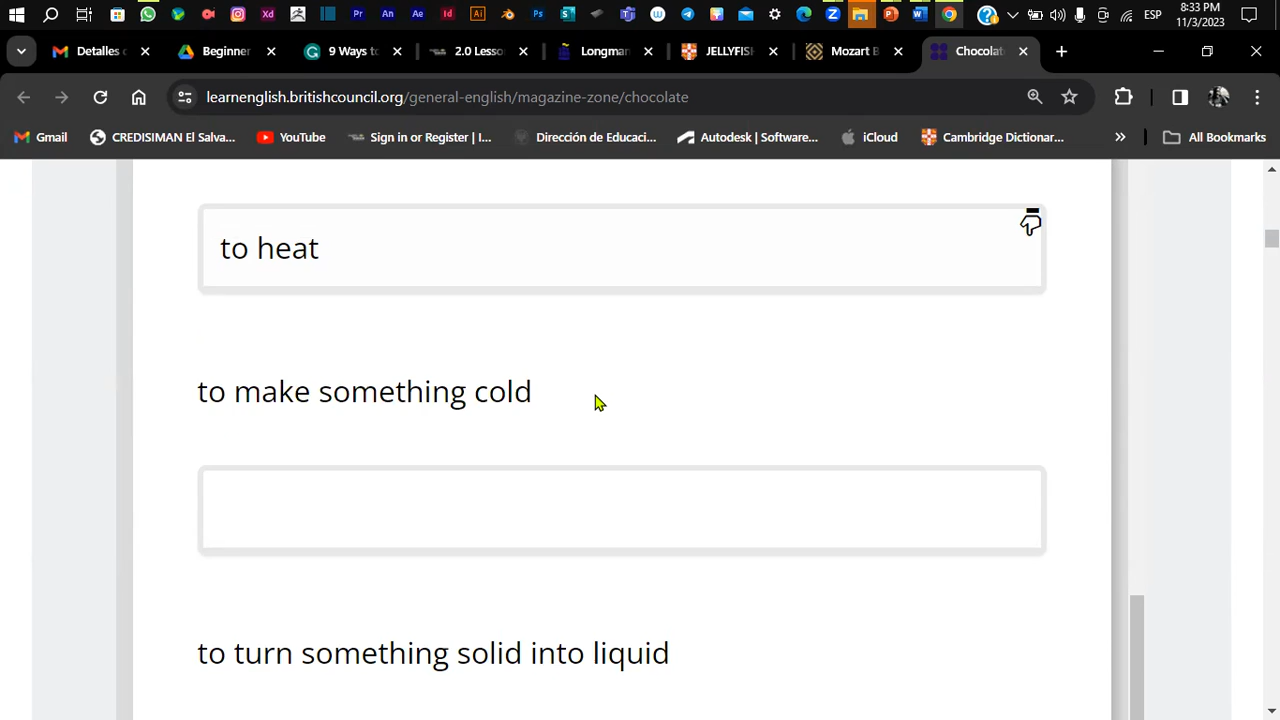 8:33 PM
ESP
11/3/2023
Detalles c
Beginner
9 Ways to
2.0 Lesso
Longman
JELLYFISH
Mozart B
Chocolate
learnenglish.britishcouncil.org/general-english/magazine-zone/chocolate
Gmail
CREDISIMAN El Salva...
YouTube
Sign in or Register | I...
Dirección de Educaci...
Autodesk | Software...
iCloud
Cambridge Dictionar...
All Bookmarks
to heat
to make something cold
to turn something solid into liquid